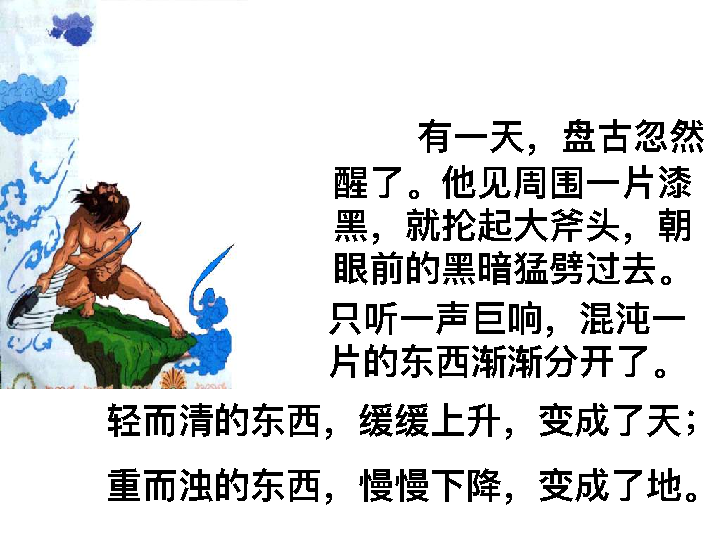 有一天，盘古忽然
醒了。他见周围一片漆
黑，就抡起大斧头，朝
眼前的黑暗猛劈过去。
只听一声巨响，混沌一
片的东西渐渐分开了。
轻而清的东西，缓缓上升，变成了天；
重而浊的东西，慢慢下降，变成了地。